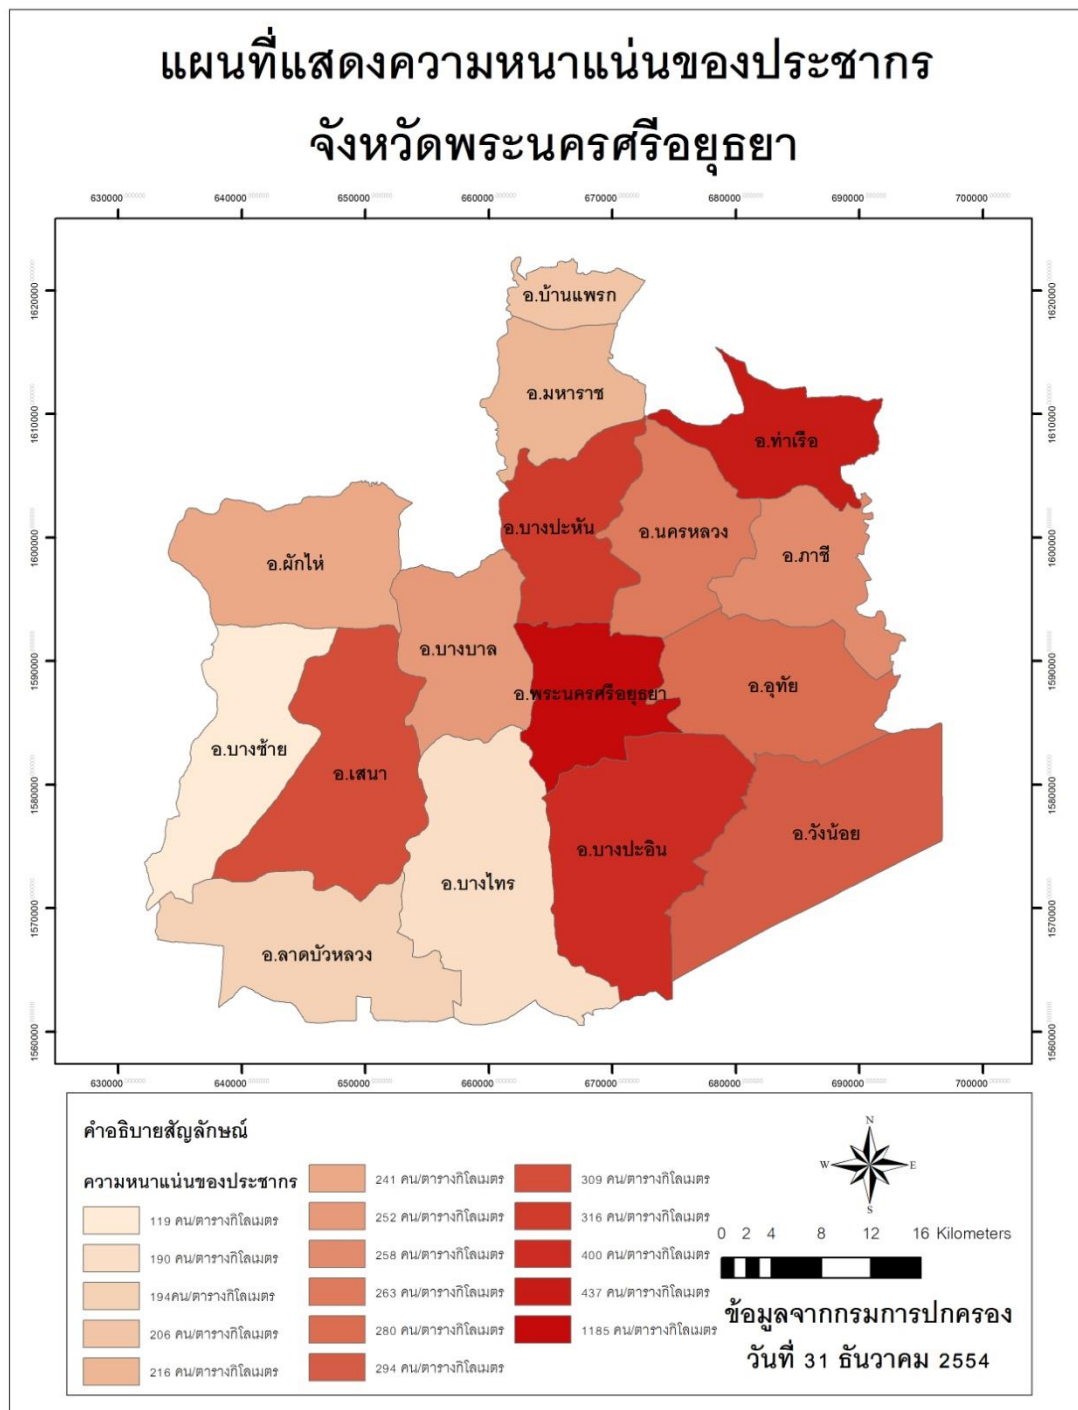 แผนที่แสดงความหนาแน่นของประชากร
จังหวัดพระนครศรีอยุธยา
630000 640000 650000 660000 670000 680000 690000 700000
1620000 1620000
1610000 1610000
1600000 1600000
1590000 1590000
1580000 1580000
1570000 1570000
1560000 1560000
อ.บ้านแพรก
อ.มหาราช
อ.ท่าเรือ
อ.บางปะหัน
อ.นครหลวง
อ.ภาชี
อ.ผักไห่
อ.บางบาล
อ.พระนครศรีอยุธยา
อ.อุทัย
อ.บางซ้าย
อ.เสนา
อ.วังน้อย
อ.บางปะอิน
อ.บางไทร
อ.ลาดบัวหลวง
630000 640000 650000 660000 670000 680000 690000 700000
คำอธิบายสัญลักษณ์
ความหนาแน่นของประชากร
119 คน/ตารางกิโลเมตร
190 คน/ตารางกิโลเมตร
194คน/ตารางกิโลเมตร
206 คน/ตารางกิโลเมตร
216 คน/ตารางกิโลเมตร
241 คน/ตารางกิโลเมตร
252 คน/ตารางกิโลเมตร
258 คน/ตารางกิโลเมตร
263 คน/ตารางกิโลเมตร
280 คน/ตารางกิโลเมตร
294 คน/ตารางกิโลเมตร
309 คน/ตารางกิโลเมตร
316 คน/ตารางกิโลเมตร
400 คน/ตารางกิโลเมตร
437 คน/ตารางกิโลเมตร
1185 คน/ตารางกิโลเมตร
N
W E
S
0 2 4 8 12 16 Kilometers
ข้อมูลจากกรมการปกครอง
วันที่ 31 ธันวาคม 2554